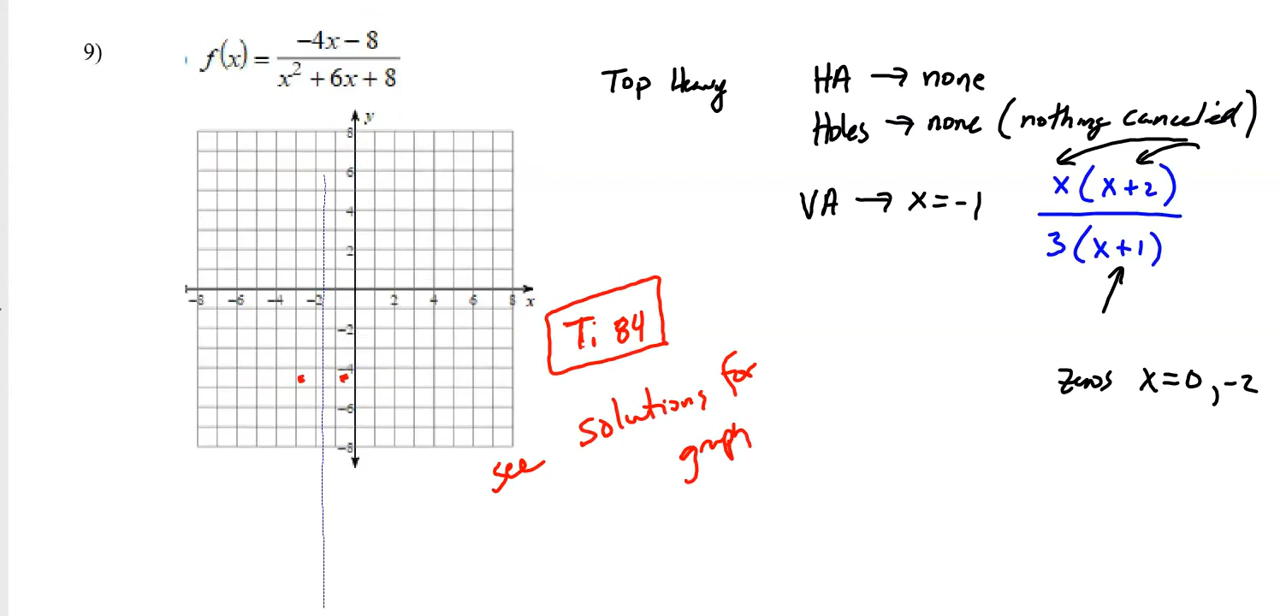 9)
f(x) = (-4x - 8) / (x² + 6x + 8)
Top Heavy
HA → none
Holes → none (nothing canceled)
VA → x = -1
x(x+2)
3(x+1)
zeros x = 0, -2
y
8
6
4
2
-8 -6 -4 -2 2 4 6 8 x
-2
-4
-6
-8
Ti 84
see solutions for
graph